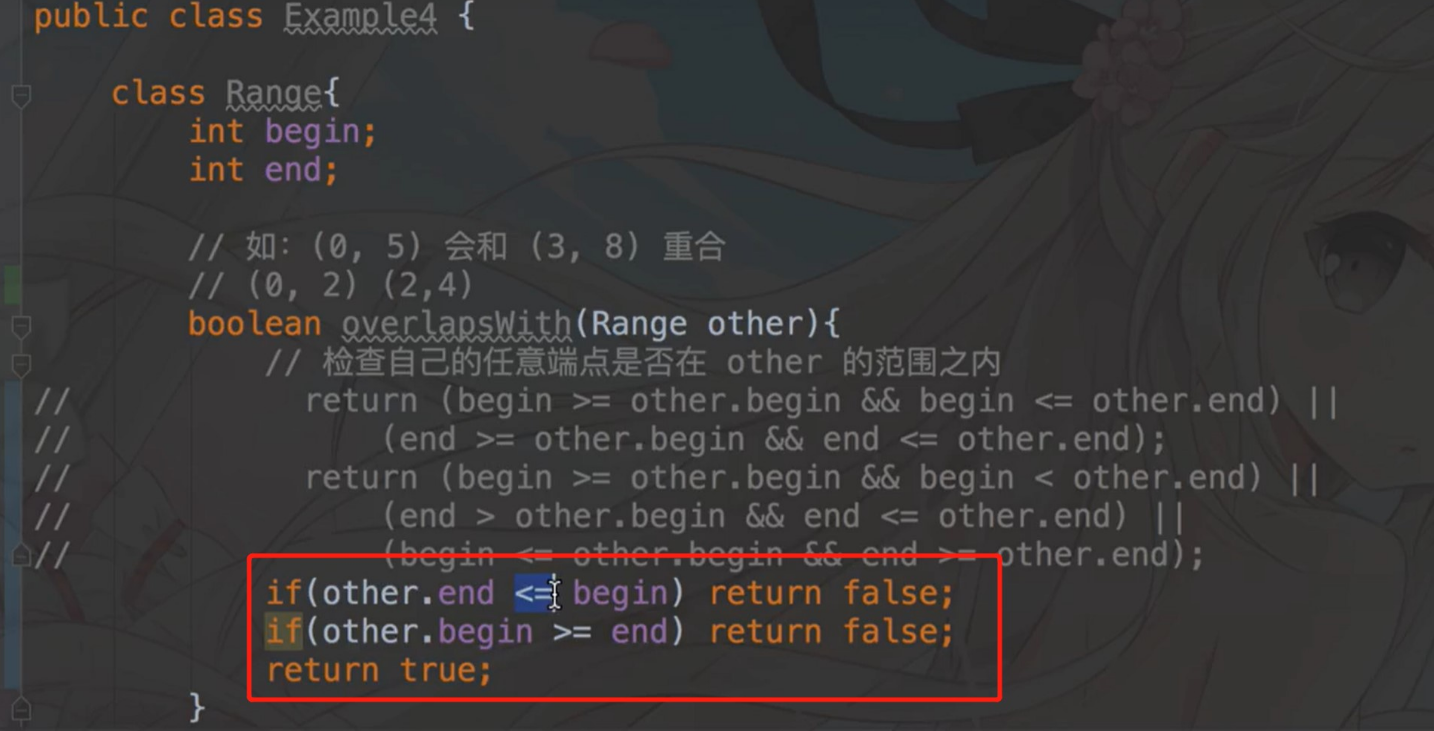 public class Example4 {
class Range{
int begin;
int end;
// 如：(0, 5) 会和 (3, 8) 重合
// (0, 2) (2,4)
boolean overlapsWith(Range other){
// 检查自己的任意端点是否在 other 的范围之内
// return (begin >= other.begin && begin <= other.end) ||
// (end >= other.begin && end <= other.end);
// return (begin >= other.begin && begin < other.end) ||
// (end > other.begin && end <= other.end) ||
// (begin <= other.begin && end >= other.end);
if(other.end <= begin) return false;
if(other.begin >= end) return false;
return true;
}